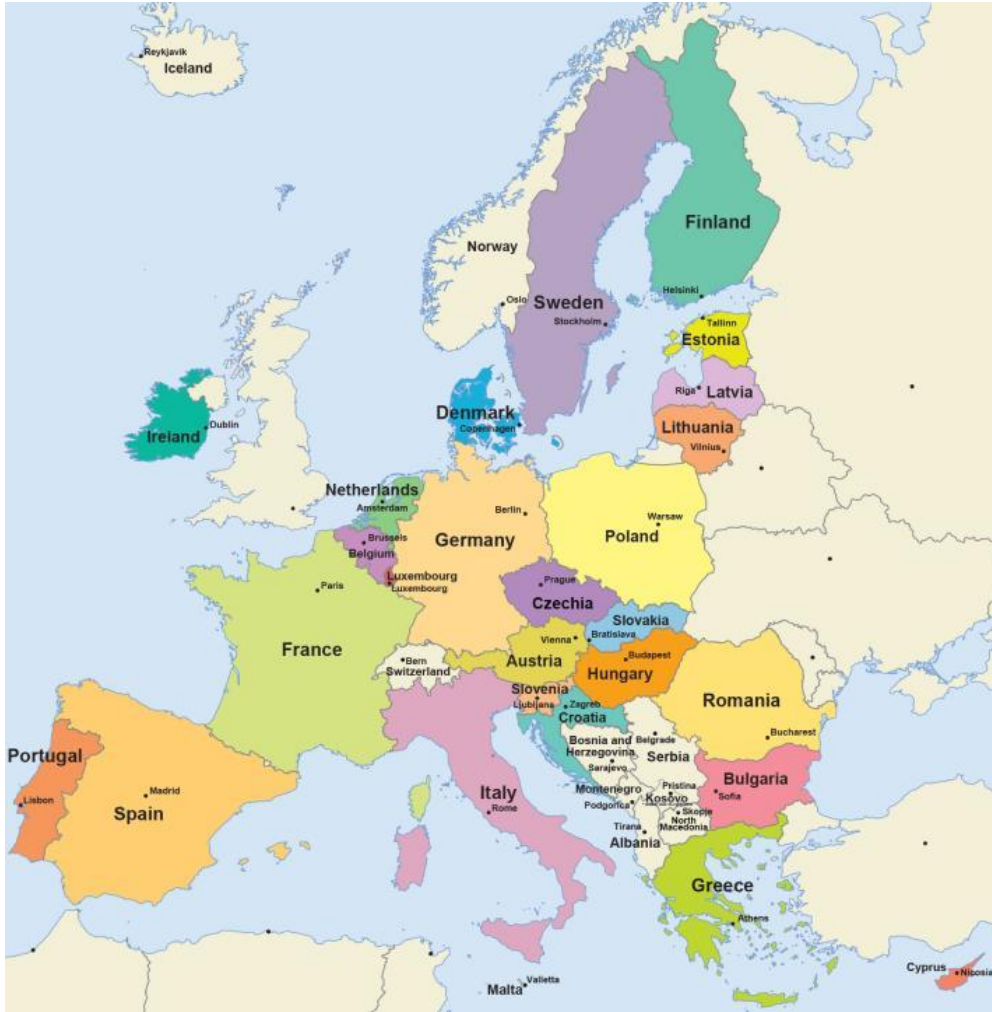 Reykjavik
Iceland
Finland
Norway
Helsinki
Oslo
Sweden
Stockholm
Tallinn
Estonia
Riga
Latvia
Denmark
Copenhagen
Lithuania
Vilnius
Dublin
Ireland
Netherlands
Amsterdam
Berlin
Warsaw
Brussels
Belgium
Germany
Poland
Luxembourg
Luxembourg
Paris
Prague
Czechia
Slovakia
Bratislava
Vienna
France
Bern
Switzerland
Austria
Budapest
Hungary
Slovenia
Ljubljana
Zagreb
Croatia
Romania
Bucharest
Bosnia and
Herzegovina
Sarajevo
Belgrade
Serbia
Portugal
Lisbon
Madrid
Spain
Italy
Rome
Montenegro
Podgorica
Pristina
Kosovo
Bulgaria
Sofia
Skopje
North
Macedonia
Tirana
Albania
Greece
Athens
Cyprus
Nicosia
Malta
Valletta